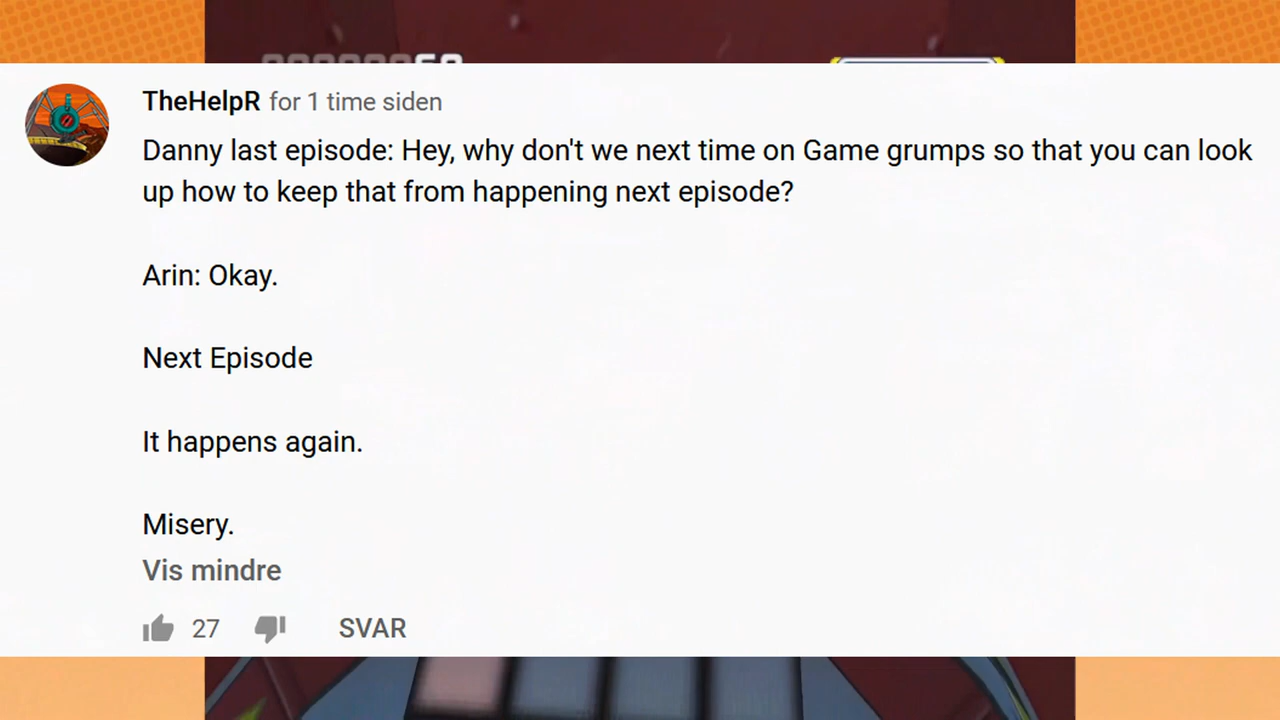 TheHelpR for 1 time siden
Danny last episode: Hey, why don't we next time on Game grumps so that you can look
up how to keep that from happening next episode?
Arin: Okay.
Next Episode
It happens again.
Misery.
Vis mindre
27 SVAR